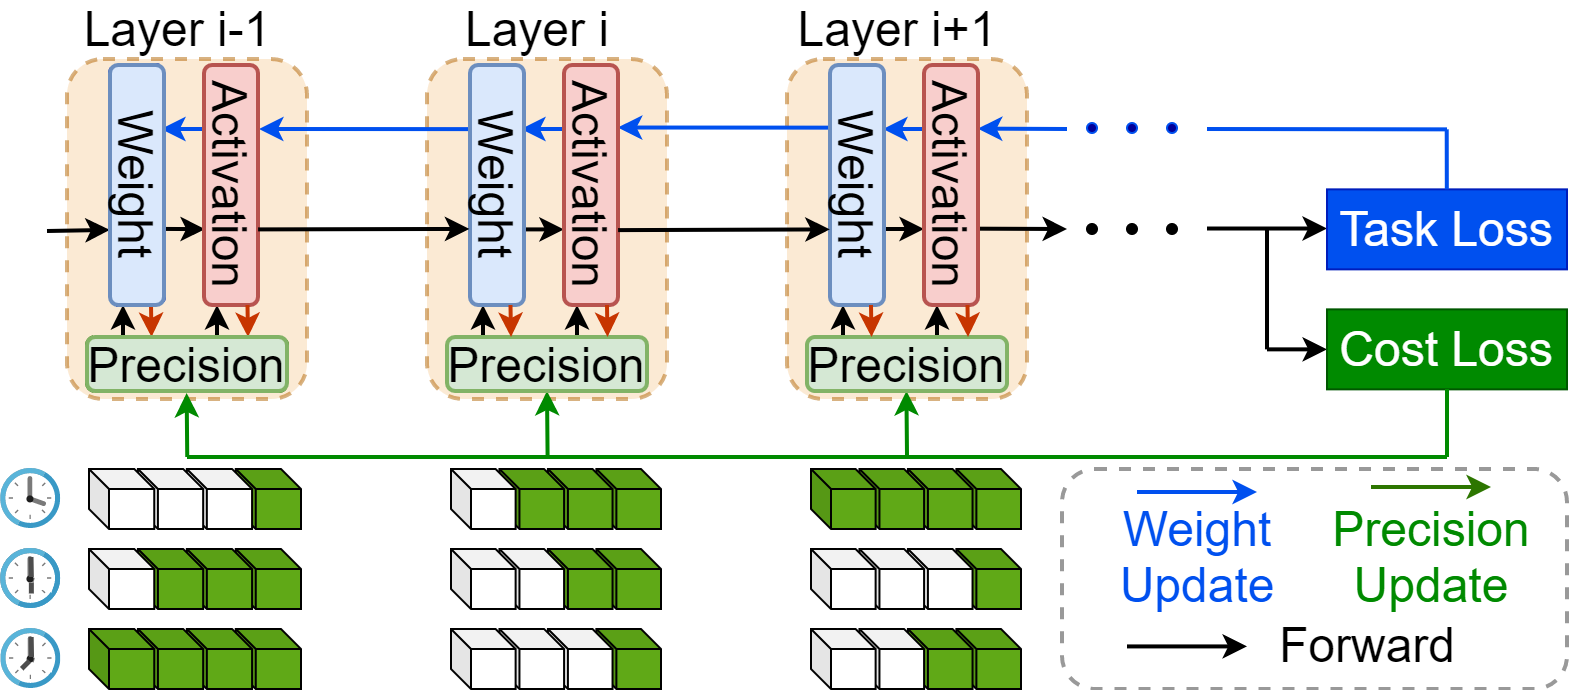 Layer i-1
Layer i
Layer i+1
Weight
Activation
Weight
Activation
Weight
Activation
Task Loss
Precision
Precision
Precision
Cost Loss
Weight
Update
Precision
Update
Forward